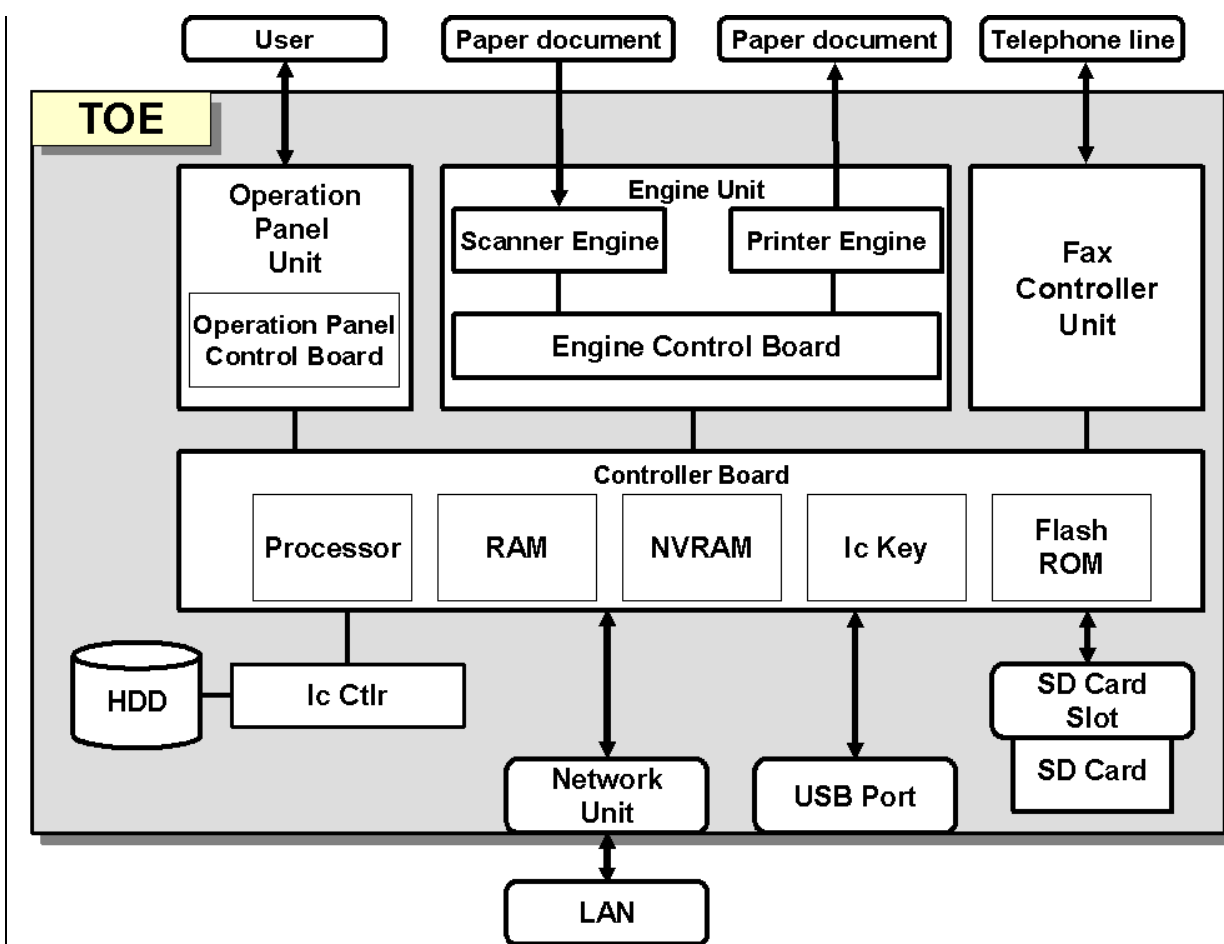 User
Paper document
Paper document
Telephone line
TOE
Operation
Panel
Unit
Operation Panel
Control Board
Engine Unit
Scanner Engine
Printer Engine
Engine Control Board
Fax
Controller
Unit
Controller Board
Processor
RAM
NVRAM
Ic Key
Flash
ROM
HDD
Ic Ctlr
Network
Unit
USB Port
SD Card
Slot
SD Card
LAN